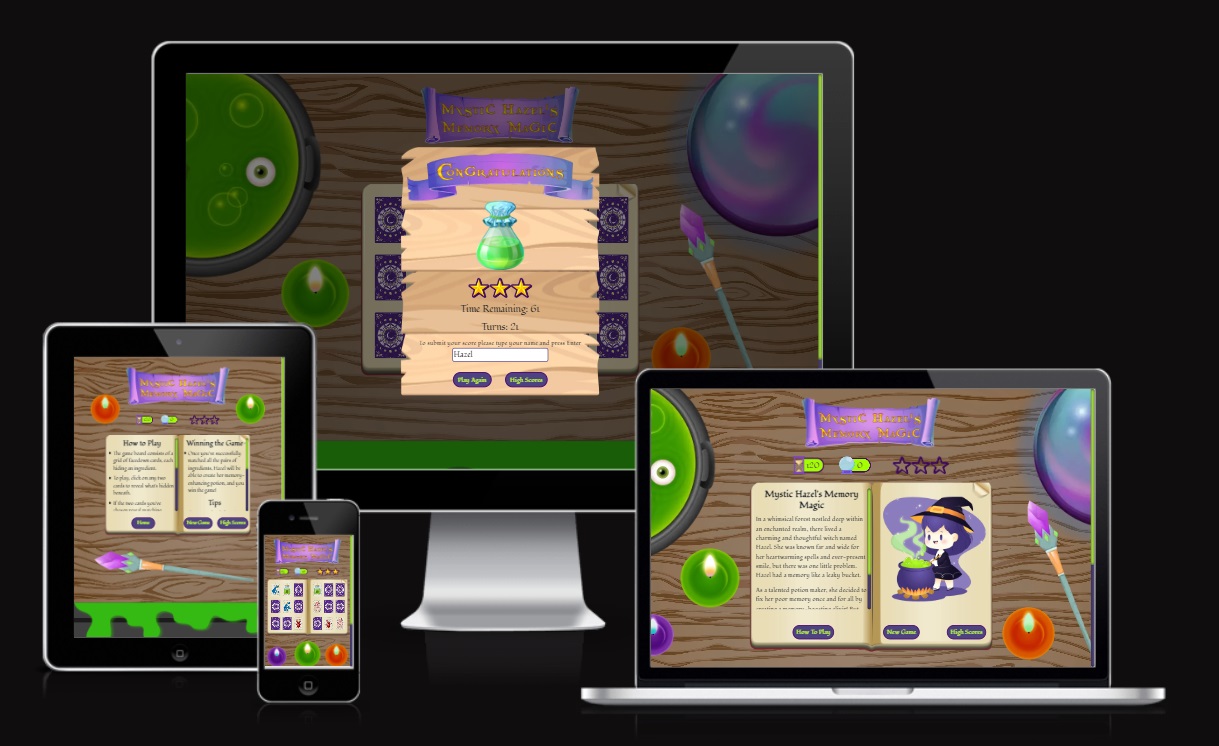 Mystic Hazel's
Memory Magic
Congratulations
Time Remaining: 61
Turns: 21
To submit your score please type your name and press Enter
Hazel
Play Again
High Scores
Mystic Hazel's
Memory Magic
How to Play
The game board consists of a
grid of facedown cards, each
hiding an ingredient.
To play, click on any two
cards to reveal what's hidden
beneath.
If the two cards you've
Home
Winning the Game
Once you've successfully
matched all the pairs of
ingredients, Hazel will be
able to create her memory-
enhancing potion, and you
win the game!
Tips
New Game
High Scores
Mystic Hazel's
Memory Magic
Mystic Hazel's
Memory Magic
120
0
Mystic Hazel's Memory
Magic
In a whimsical forest nestled deep within
an enchanted realm, there lived a
charming and thoughtful witch named
Hazel. She was known far and wide for
her heartwarming spells and ever-present
smile, but there was one little problem.
Hazel had a memory like a leaky bucket.
As a talented potion maker, she decided to
fix her poor memory once and for all by
How To Play
New Game
High Scores